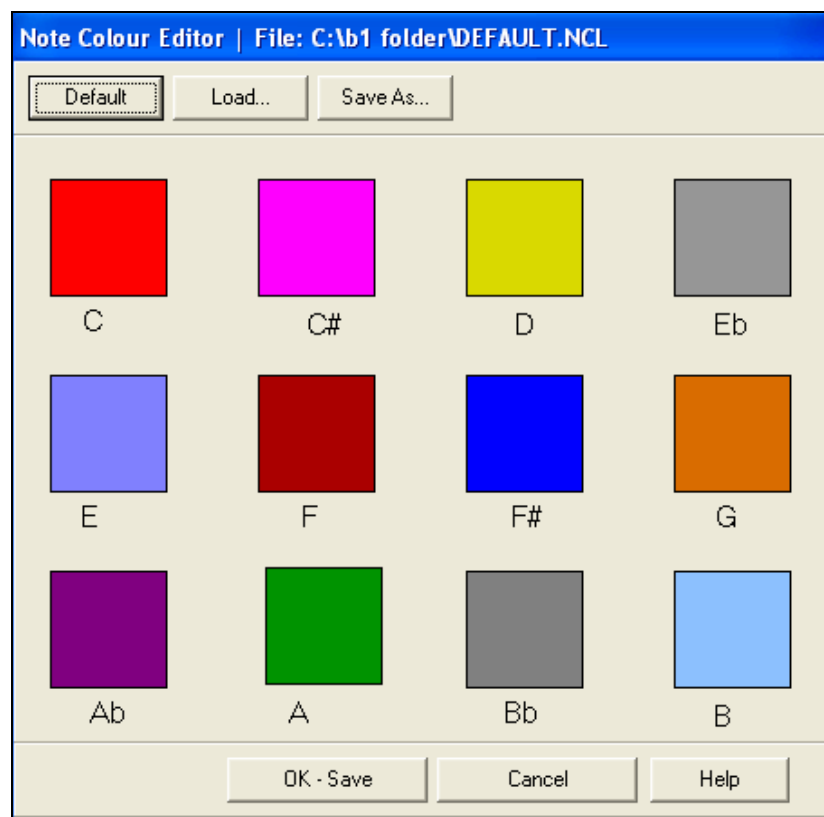 Note Colour Editor | File: C:\b1 folder\DEFAULT.NCL
Default Load... Save As...
C C# D Eb
E F F# G
Ab A Bb B
OK - Save Cancel Help